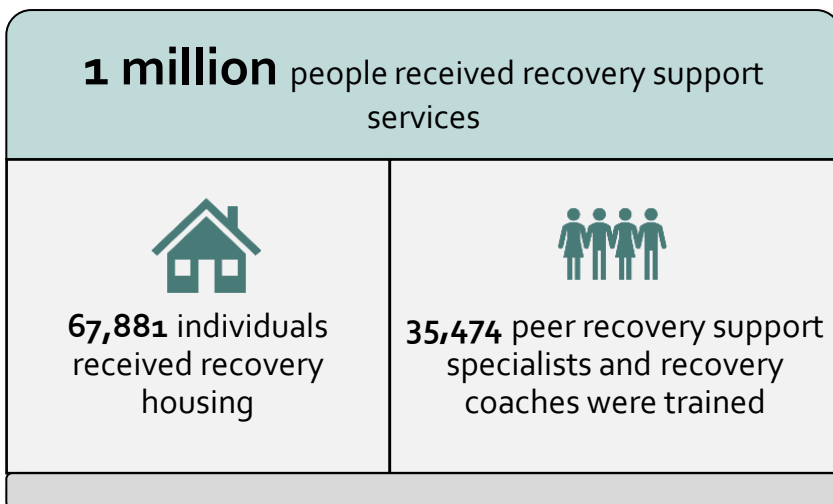 1 million people received recovery support
services
67,881 individuals
received recovery
housing
35,474 peer recovery support
specialists and recovery
coaches were trained